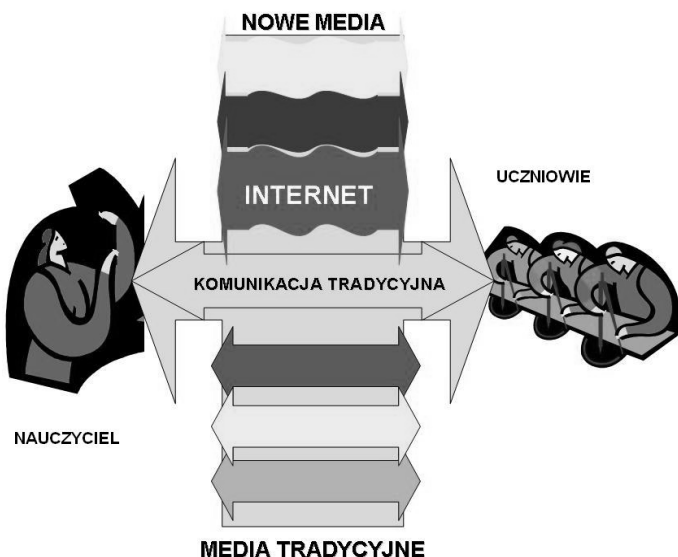 NOWE MEDIA
INTERNET
UCZNIOWIE
KOMUNIKACJA TRADYCYJNA
NAUCZYCIEL
MEDIA TRADYCYJNE